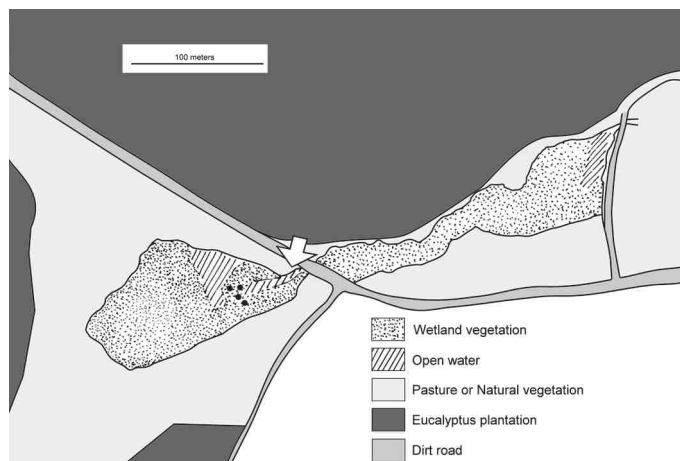 100 meters
Wetland vegetation
Open water
Pasture or Natural vegetation
Eucalyptus plantation
Dirt road